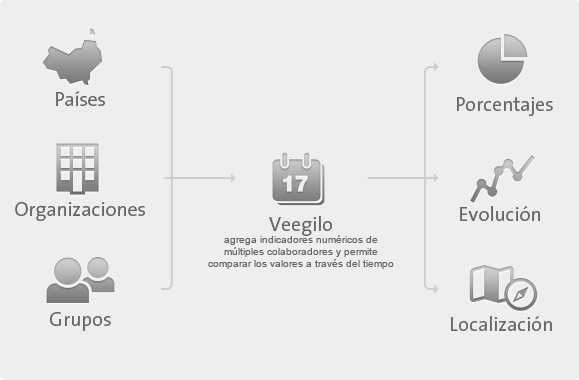 Países
Organizaciones
Grupos
17
Veegilo
agrega indicadores numéricos de
múltiples colaboradores y permite
comparar los valores a través del tiempo
Porcentajes
Evolución
Localización